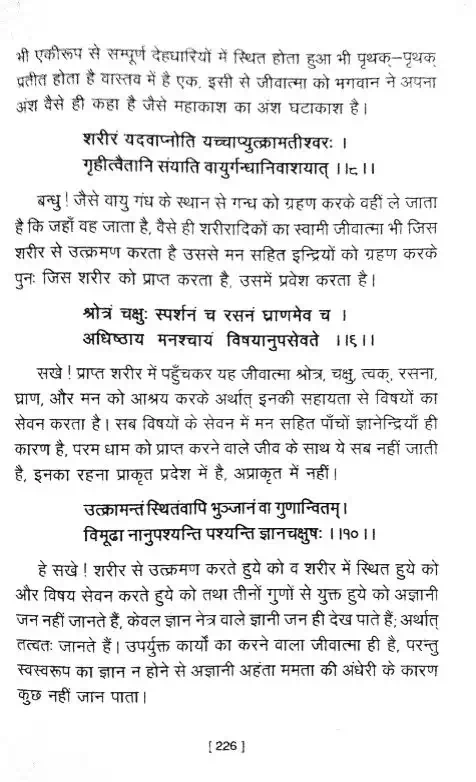 भी एकीरूप से सम्पूर्ण देहधारियों में स्थित होता हुआ भी पृथक्-पृथक्
प्रतीत होता है वास्तव में है एक, इसी से जीवात्मा को भगवान ने अपना
अंश वैसे ही कहा है जैसे महाकाश का अंश घटाकाश है।
शरीरं यदवाप्नोति यच्चाप्युत्क्रामतीश्वरः ।
गृहीत्वैतानि संयाति वायुर्गन्धानिवाशयात् ।।८।।
बन्धु ! जैसे वायु गंध के स्थान से गन्ध को ग्रहण करके वहीं ले जाता
है कि जहाँ वह जाता है, वैसे ही शरीरादिकों का स्वामी जीवात्मा भी जिस
शरीर से उत्क्रमण करता है उससे मन सहित इन्द्रियों को ग्रहण करके
पुनः जिस शरीर को प्राप्त करता है, उसमें प्रवेश करता है।
श्रोत्रं चक्षुः स्पर्शनं च रसनं घ्राणमेव च ।
अधिष्ठाय मनश्चायं विषयानुपसेवते ।।९।।
सखे ! प्राप्त शरीर में पहुँचकर यह जीवात्मा श्रोत्र, चक्षु, त्वक्, रसना,
घ्राण, और मन को आश्रय करके अर्थात् इनकी सहायता से विषयों का
सेवन करता है। सब विषयों के सेवन में मन सहित पाँचों ज्ञानेन्द्रियाँ ही
कारण है, परम धाम को प्राप्त करने वाले जीव के साथ ये सब नहीं जाती
है, इनका रहना प्राकृत प्रदेश में है, अप्राकृत में नहीं।
उत्क्रामन्तं स्थितंवापि भुञ्जानं वा गुणान्वितम्।
विमूढा नानुपश्यन्ति पश्यन्ति ज्ञानचक्षुषः ।।१०।।
हे सखे ! शरीर से उत्क्रमण करते हुये को व शरीर में स्थित हुये को
और विषय सेवन करते हुये को तथा तीनों गुणों से युक्त हुये को अज्ञानी
जन नहीं जानते हैं, केवल ज्ञान नेत्र वाले ज्ञानी जन ही देख पाते हैं; अर्थात्
तत्वतः जानते हैं। उपर्युक्त कार्यों का करने वाला जीवात्मा ही है, परन्तु
स्वस्वरूप का ज्ञान न होने से अज्ञानी अहंता ममता की अंधेरी के कारण
कुछ नहीं जान पाता।
[ 226 ]